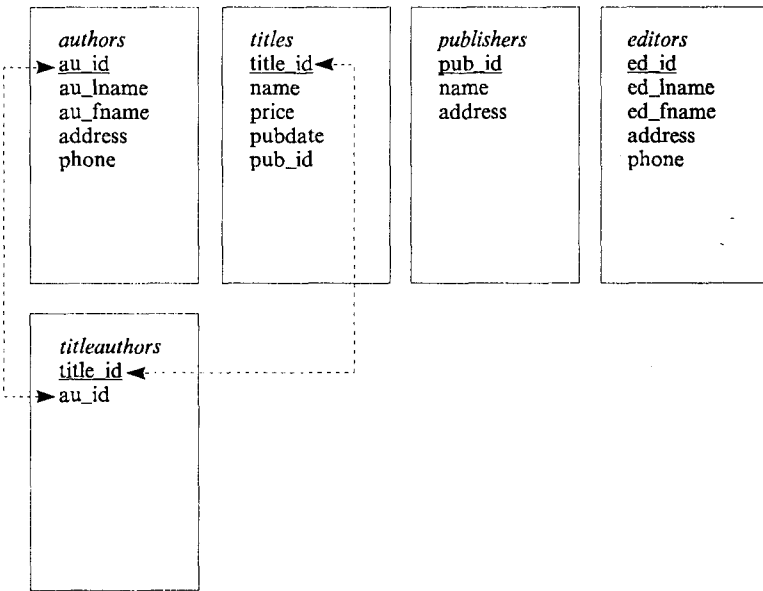 authors
au_id
au_lname
au_fname
address
phone
titles
title_id
name
price
pubdate
pub_id
publishers
pub_id
name
address
editors
ed_id
ed_lname
ed_fname
address
phone
titleauthors
title_id
au_id